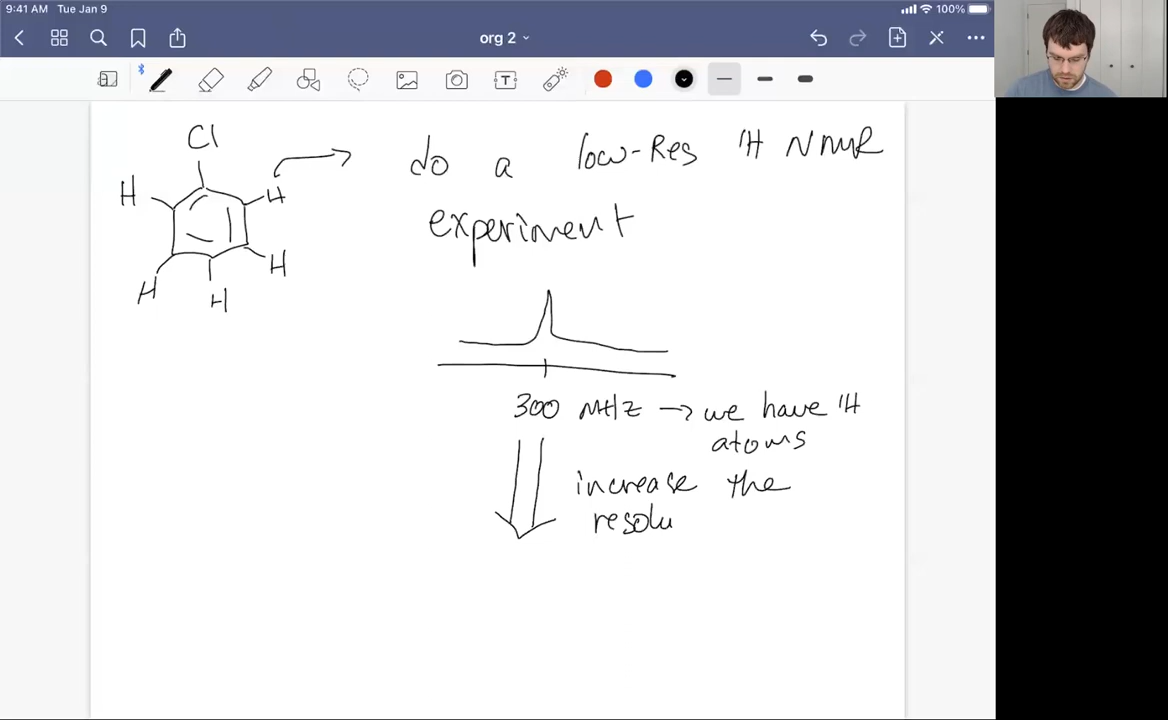 9:41 AM Tue Jan 9
100%
org 2
T
Cl
H
H
H
H
H
do a low-Res ¹H NMR
experiment
300 MHz → we have ¹H
atoms
increase the
resolu